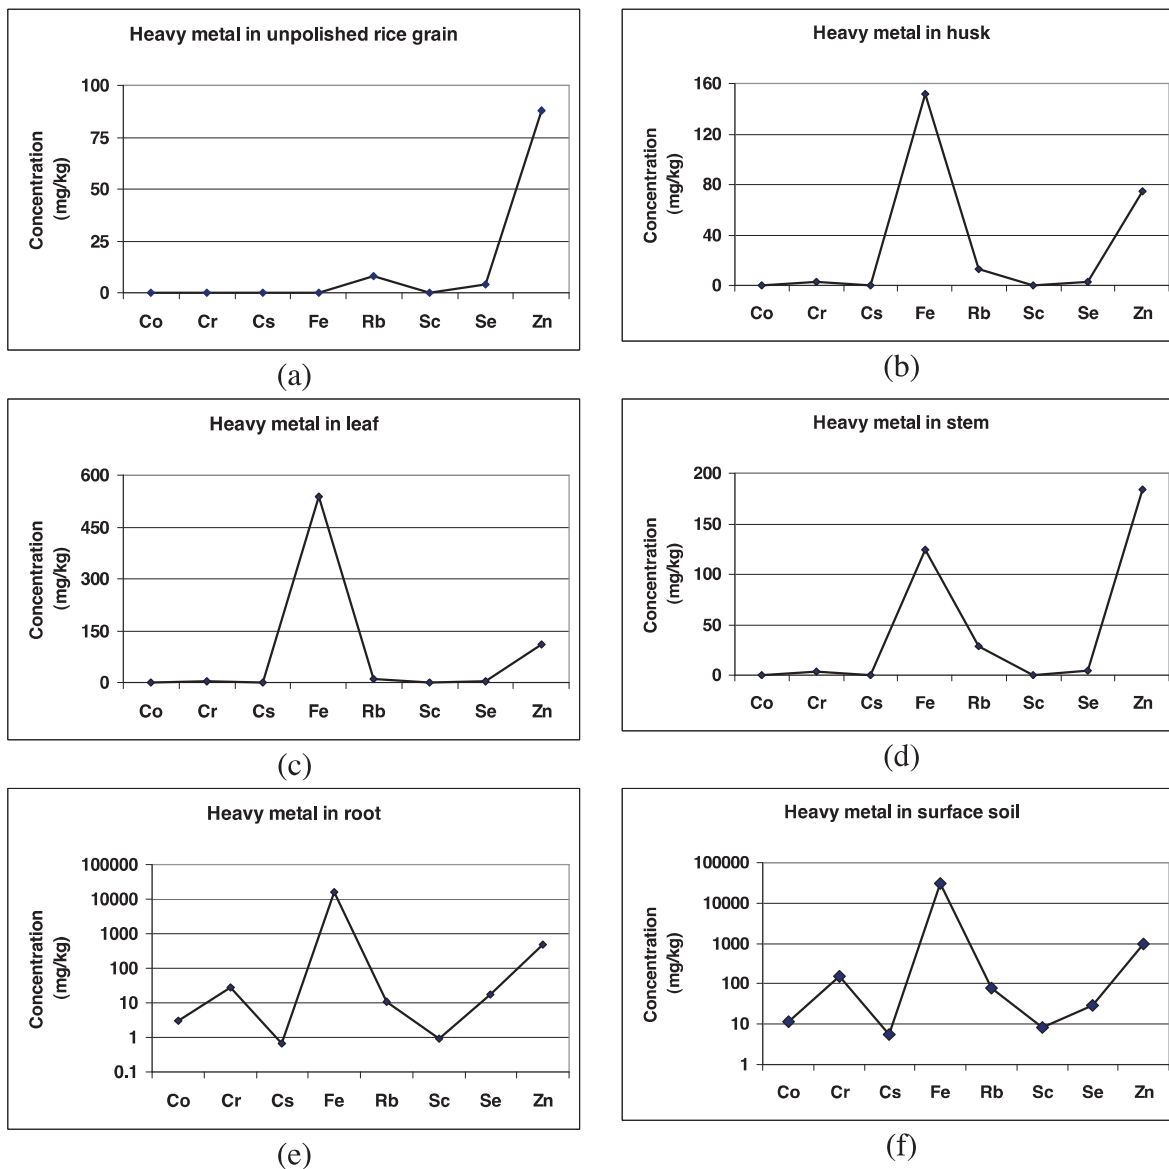 Heavy metal in unpolished rice grain
Concentration
(mg/kg)
100
75
50
25
0
Co Cr Cs Fe Rb Sc Se Zn
(a)
Heavy metal in husk
Concentration
(mg/kg)
160
120
80
40
0
Co Cr Cs Fe Rb Sc Se Zn
(b)
Heavy metal in leaf
Concentration
(mg/kg)
600
450
300
150
0
Co Cr Cs Fe Rb Sc Se Zn
(c)
Heavy metal in stem
Concentration
(mg/kg)
200
150
100
50
0
Co Cr Cs Fe Rb Sc Se Zn
(d)
Heavy metal in root
Concentration
(mg/kg)
100000
10000
1000
100
10
1
0.1
Co Cr Cs Fe Rb Sc Se Zn
(e)
Heavy metal in surface soil
Concentration
(mg/kg)
100000
10000
1000
100
10
1
Co Cr Cs Fe Rb Sc Se Zn
(f)